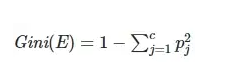 Gini(E) = 1 − ∑_{j=1}^{c} p_j^2